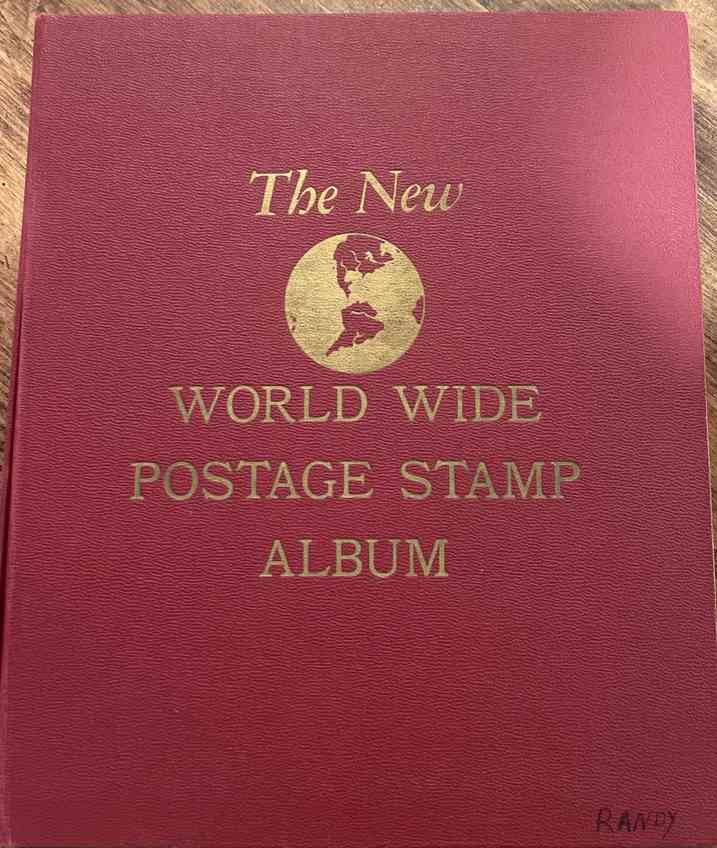 The New
WORLD WIDE
POSTAGE STAMP
ALBUM
RANDY